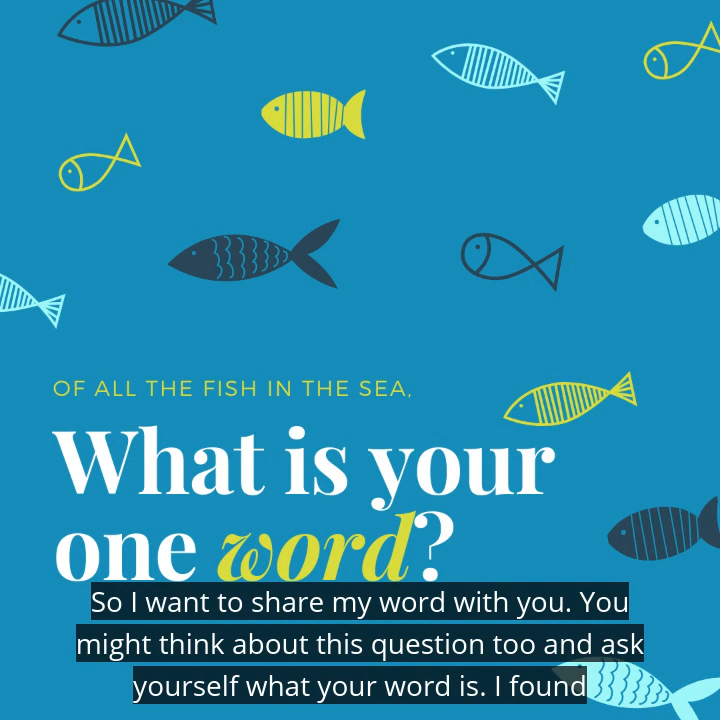 OF ALL THE FISH IN THE SEA,
What is your
one word?
So I want to share my word with you. You
might think about this question too and ask
yourself what your word is. I found